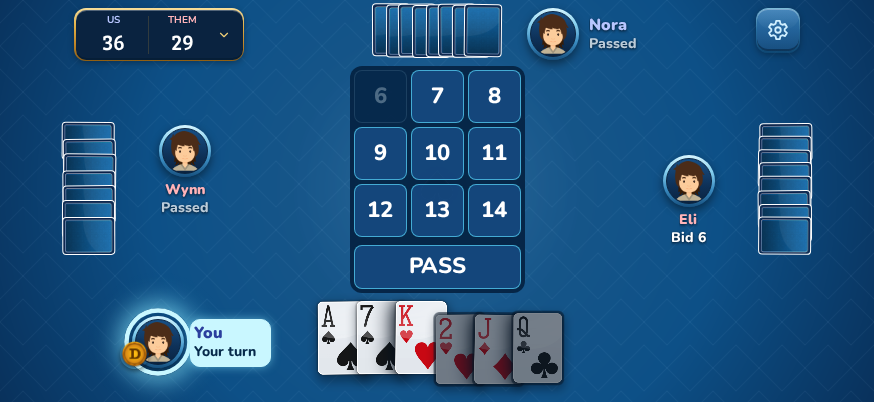 US
36
THEM
29
Nora
Passed
6 7 8
9 10 11
12 13 14
PASS
Wynn
Passed
Eli
Bid 6
You
Your turn
D
A 7 K 2 J Q